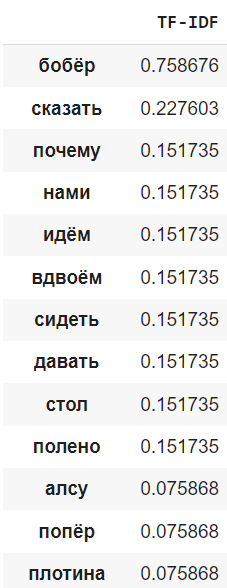 TF-IDF
бобёр 0.758676
сказать 0.227603
почему 0.151735
нами 0.151735
идём 0.151735
вдвоём 0.151735
сидеть 0.151735
давать 0.151735
стол 0.151735
полено 0.151735
алсу 0.075868
попёр 0.075868
плотина 0.075868